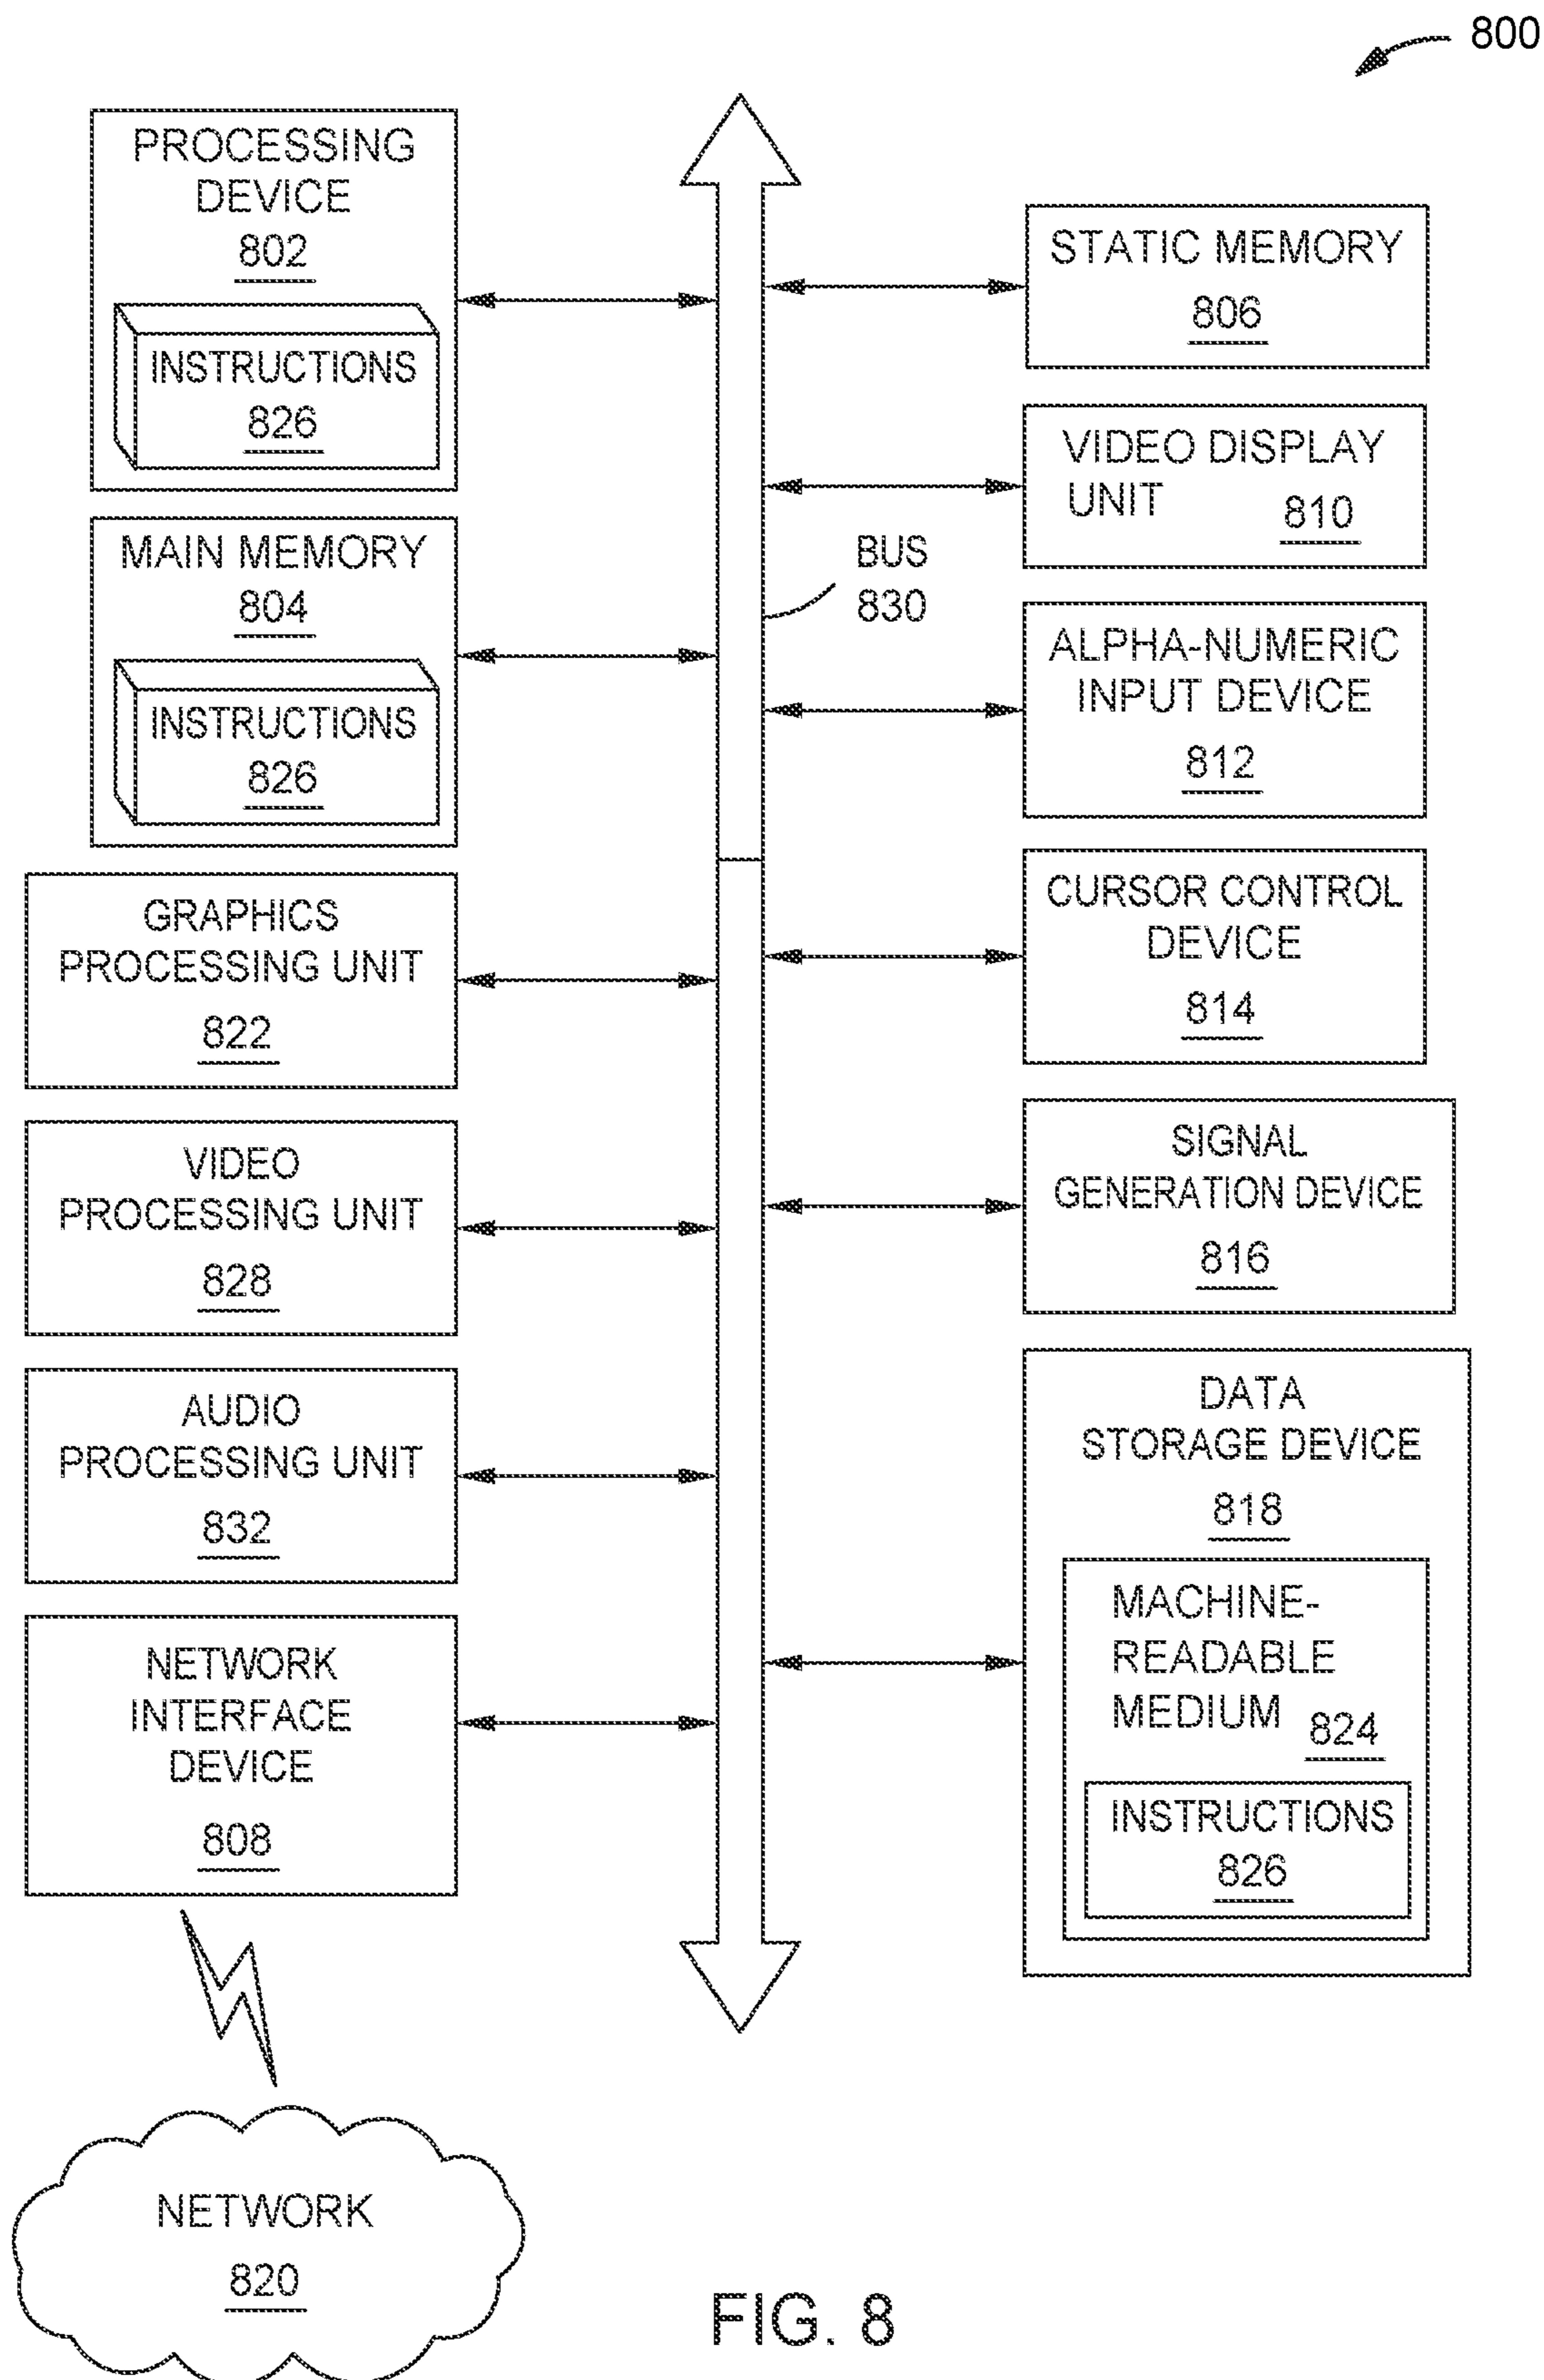 800
PROCESSING
DEVICE
802
INSTRUCTIONS
826
MAIN MEMORY
804
INSTRUCTIONS
826
GRAPHICS
PROCESSING UNIT
822
VIDEO
PROCESSING UNIT
828
AUDIO
PROCESSING UNIT
832
NETWORK
INTERFACE
DEVICE
808
NETWORK
820
BUS
830
STATIC MEMORY
806
VIDEO DISPLAY
UNIT
810
ALPHA-NUMERIC
INPUT DEVICE
812
CURSOR CONTROL
DEVICE
814
SIGNAL
GENERATION DEVICE
816
DATA
STORAGE DEVICE
818
MACHINE-
READABLE
MEDIUM
824
INSTRUCTIONS
826
FIG. 8